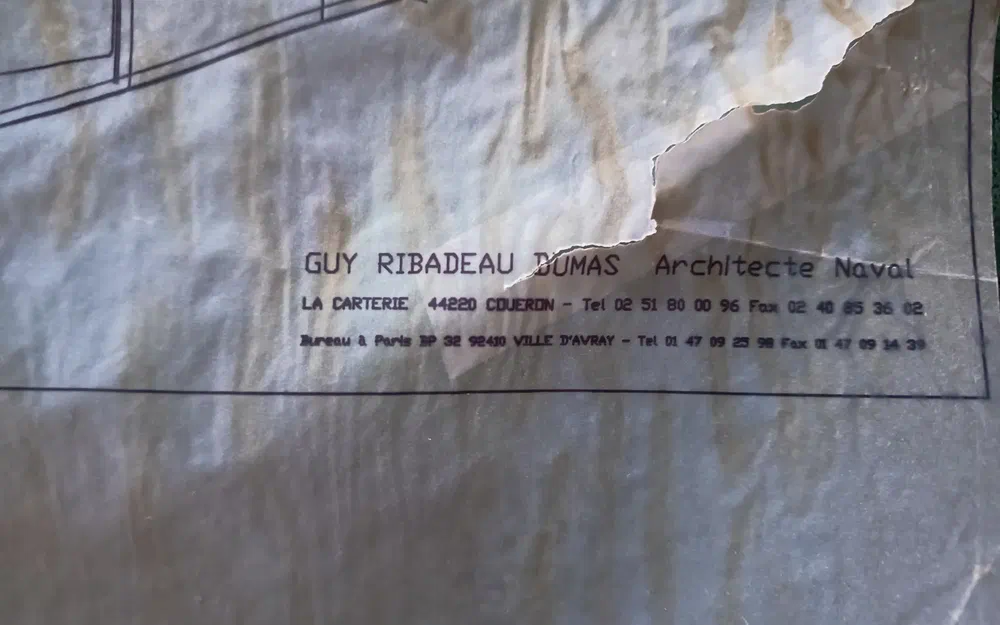 GUY RIBADEAU DUMAS Architecte Naval
LA CARTERIE 44220 COUERON - Tel 02 51 80 00 96 Fax 02 40 85 36 02
Bureau à Paris BP 32 92410 VILLE D'AVRAY - Tel 01 47 09 25 98 Fax 01 47 09 14 39